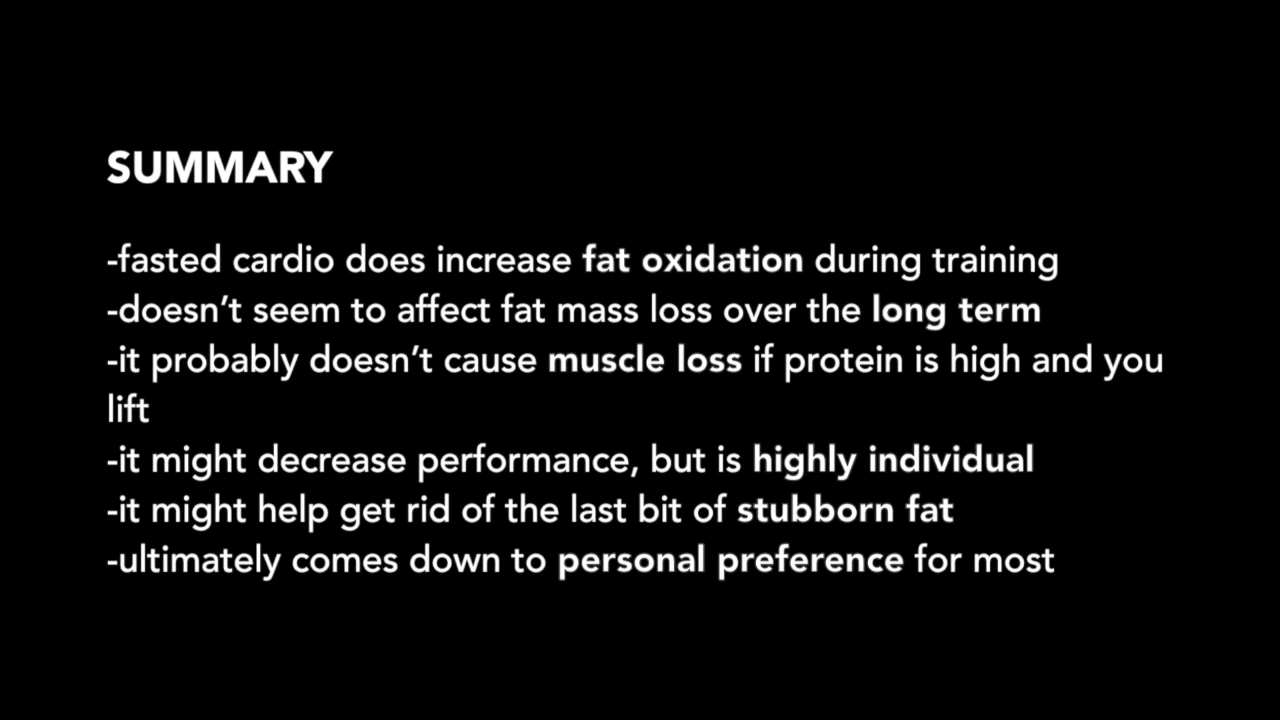 SUMMARY
-fasted cardio does increase fat oxidation during training
-doesn’t seem to affect fat mass loss over the long term
-it probably doesn’t cause muscle loss if protein is high and you
lift
-it might decrease performance, but is highly individual
-it might help get rid of the last bit of stubborn fat
-ultimately comes down to personal preference for most